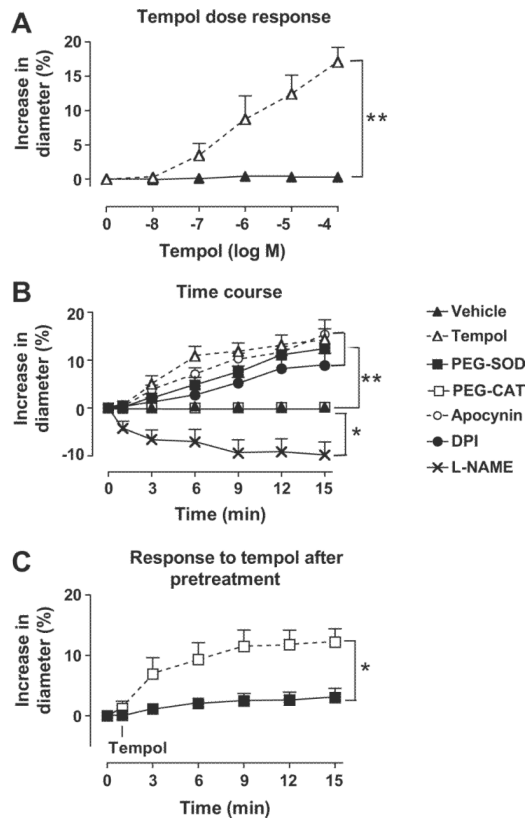 A
Tempol dose response
Increase in
diameter (%)
20
15
10
5
0
**
0 -8 -7 -6 -5 -4
Tempol (log M)
B
Time course
Increase in
diameter (%)
20
10
0
-10
**
*
0 3 6 9 12 15
Time (min)
Vehicle
Tempol
PEG-SOD
PEG-CAT
Apocynin
DPI
L-NAME
C
Response to tempol after
pretreatment
Increase in
diameter (%)
20
10
0
*
Tempol
0 3 6 9 12 15
Time (min)